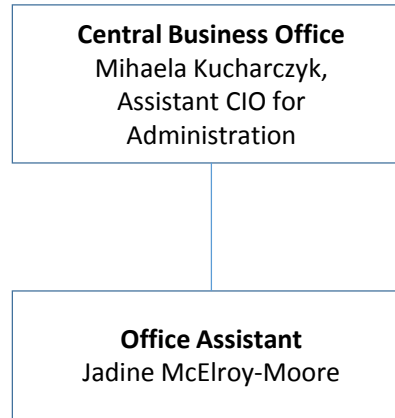 Central Business Office
Mihaela Kucharczyk,
Assistant CIO for
Administration
Office Assistant
Jadine McElroy-Moore